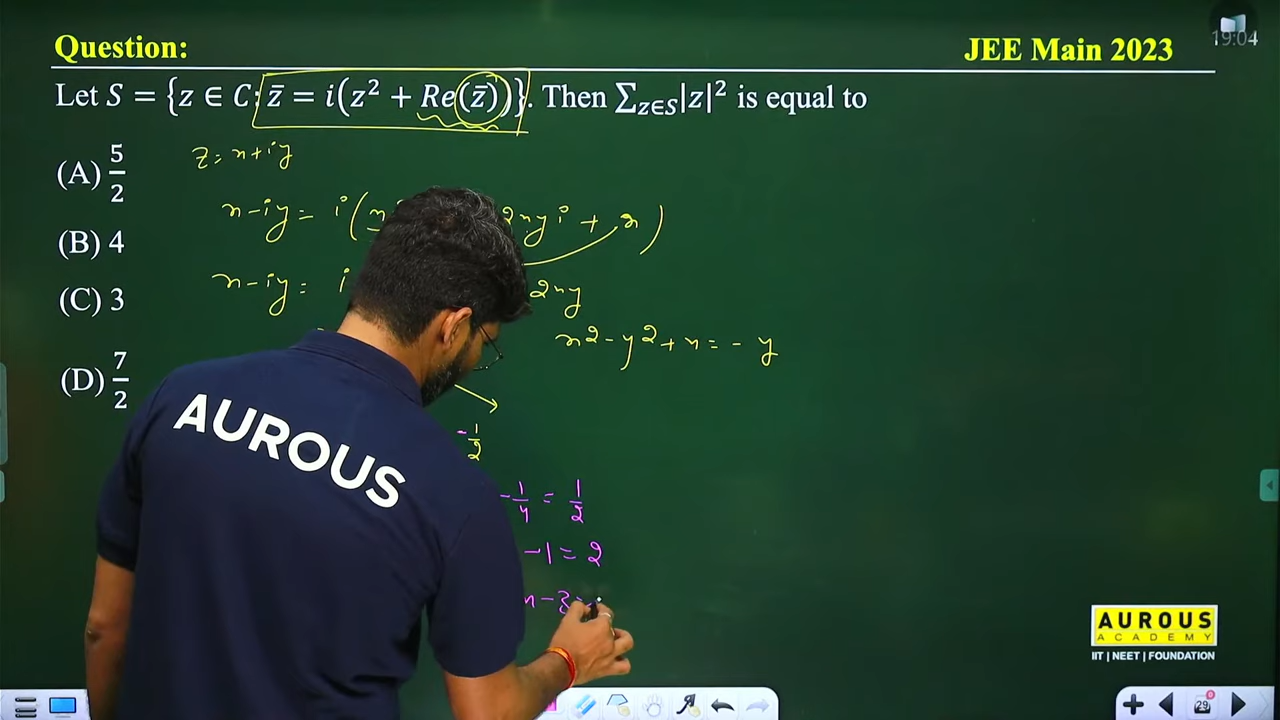 19:04
Question:
JEE Main 2023
Let S = {z ∈ C: z̄ = i(z² + Re(z̄))}. Then ∑z∈S|z|² is equal to
(A) 5/2
(B) 4
(C) 3
(D) 7/2
z = x+iy
x-iy = i( 2xyi + x )
x-iy = i 2xy
x²-y²+x = -y
-1/2
-1/4 = 1/2
-1 = 2
x-3
AUROUS
AUROUS
ACADEMY
IIT | NEET | FOUNDATION
29